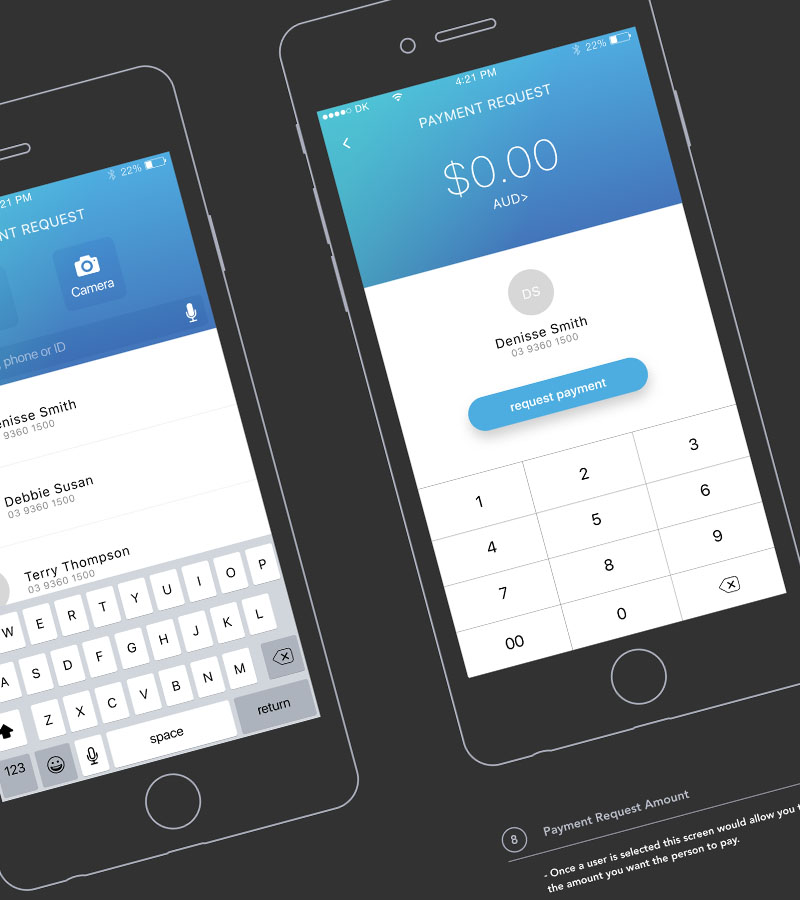 21 PM
22%
NT REQUEST
Camera
phone or ID
enisse Smith
9360 1500
Debbie Susan
03 9360 1500
Terry Thompson
03 9360 1500
W E R T Y U I O P
A S D F G H J K L
Z X C V B N M
123 space return
DK 4:21 PM 22%
PAYMENT REQUEST
$0.00
AUD>
DS
Denisse Smith
03 9360 1500
request payment
1 2 3
4 5 6
7 8 9
00 0
8 Payment Request Amount
- Once a user is selected this screen would allow you t
the amount you want the person to pay.